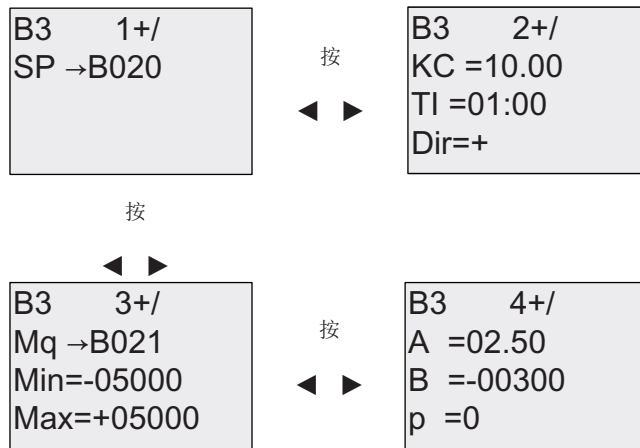 B3 1+/
SP →B020
按
◄ ►
B3 2+/
KC =10.00
TI =01:00
Dir=+
按
◄ ►
B3 3+/
Mq →B021
Min=-05000
Max=+05000
按
◄ ►
B3 4+/
A =02.50
B =-00300
p =0